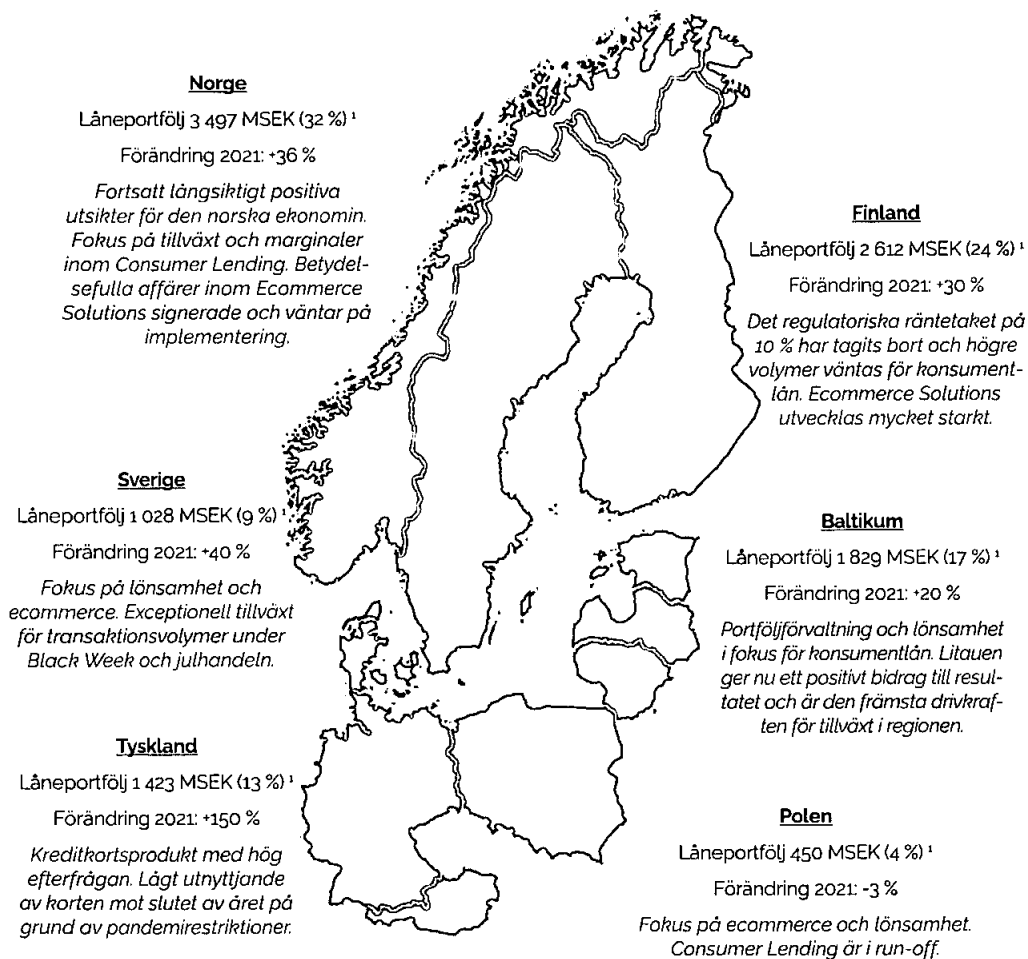 Norge
Låneportfölj 3 497 MSEK (32 %) ¹
Förändring 2021: +36 %
Fortsatt långsiktigt positiva
utsikter för den norska ekonomin.
Fokus på tillväxt och marginaler
inom Consumer Lending. Betydel-
sefulla affärer inom Ecommerce
Solutions signerade och väntar på
implementering.
Finland
Låneportfölj 2 612 MSEK (24 %) ¹
Förändring 2021: +30 %
Det regulatoriska räntetaket på
10 % har tagits bort och högre
volymer väntas för konsument-
lån. Ecommerce Solutions
utvecklas mycket starkt.
Sverige
Låneportfölj 1 028 MSEK (9 %) ¹
Förändring 2021: +40 %
Fokus på lönsamhet och
ecommerce. Exceptionell tillväxt
för transaktionsvolymer under
Black Week och julhandeln.
Baltikum
Låneportfölj 1 829 MSEK (17 %) ¹
Förändring 2021: +20 %
Portföljförvaltning och lönsamhet
i fokus för konsumentlån. Litauen
ger nu ett positivt bidrag till resul-
tatet och är den främsta drivkraf-
ten för tillväxt i regionen.
Tyskland
Låneportfölj 1 423 MSEK (13 %) ¹
Förändring 2021: +150 %
Kreditkortsprodukt med hög
efterfrågan. Lågt utnyttjande
av korten mot slutet av året på
grund av pandemirestriktioner.
Polen
Låneportfölj 450 MSEK (4 %) ¹
Förändring 2021: -3 %
Fokus på ecommerce och lönsamhet.
Consumer Lending är i run-off.